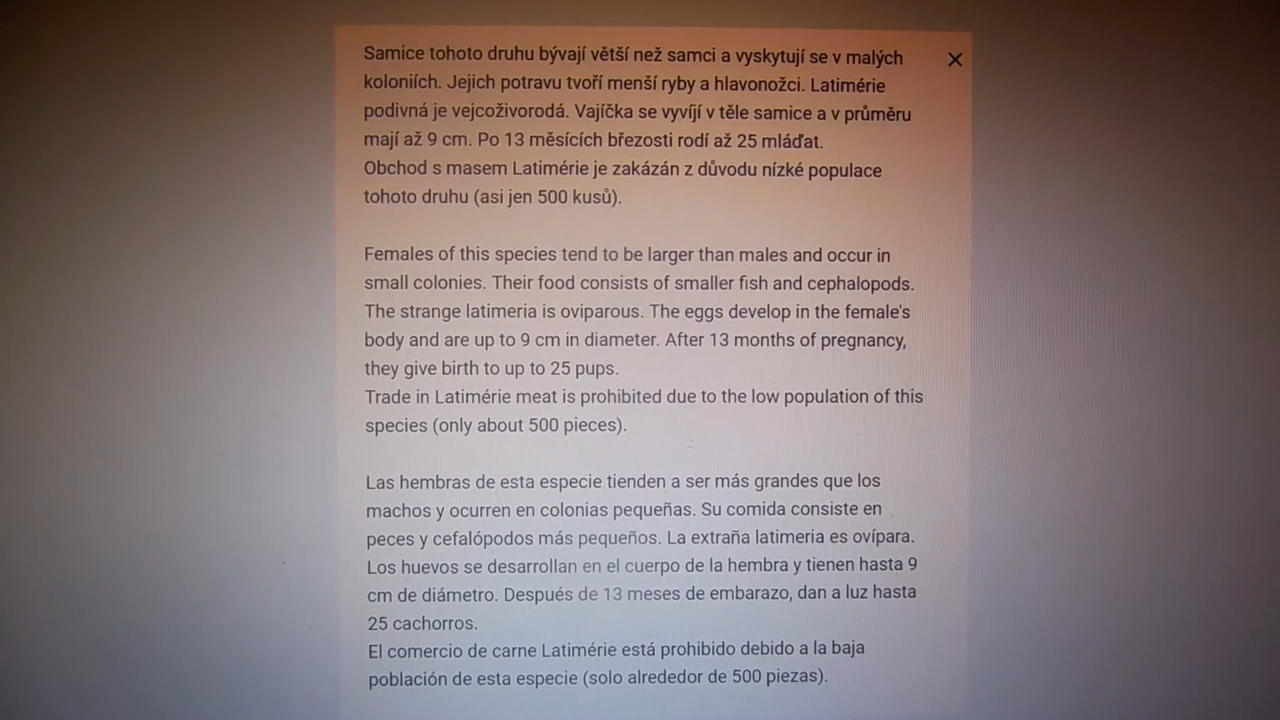 Samice tohoto druhu bývají větší než samci a vyskytují se v malých
koloniích. Jejich potravu tvoří menší ryby a hlavonožci. Latimérie
podivná je vejcoživorodá. Vajíčka se vyvíjí v těle samice a v průměru
mají až 9 cm. Po 13 měsících březosti rodí až 25 mláďat.
Obchod s masem Latimérie je zakázán z důvodu nízké populace
tohoto druhu (asi jen 500 kusů).

Females of this species tend to be larger than males and occur in
small colonies. Their food consists of smaller fish and cephalopods.
The strange latimeria is oviparous. The eggs develop in the female's
body and are up to 9 cm in diameter. After 13 months of pregnancy,
they give birth to up to 25 pups.
Trade in Latimérie meat is prohibited due to the low population of this
species (only about 500 pieces).

Las hembras de esta especie tienden a ser más grandes que los
machos y ocurren en colonias pequeñas. Su comida consiste en
peces y cefalópodos más pequeños. La extraña latimeria es ovípara.
Los huevos se desarrollan en el cuerpo de la hembra y tienen hasta 9
cm de diámetro. Después de 13 meses de embarazo, dan a luz hasta
25 cachorros.
El comercio de carne Latimérie está prohibido debido a la baja
población de esta especie (solo alrededor de 500 piezas).